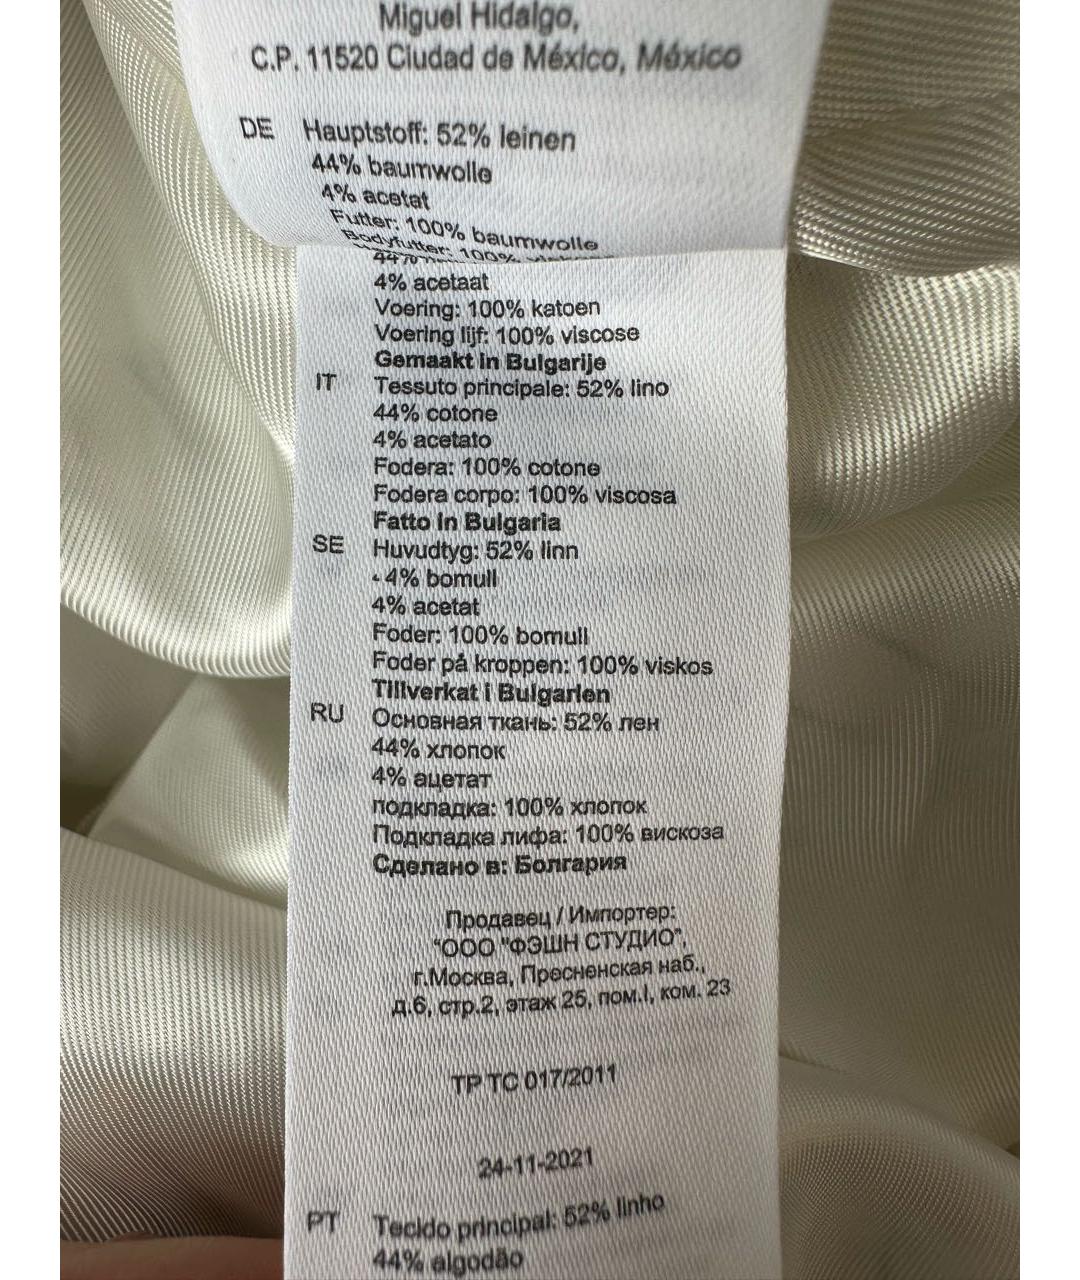 Miguel Hidalgo,
C.P. 11520 Ciudad de México, México
DE Hauptstoff: 52% leinen
44% baumwolle
4% acetat
Futter: 100% baumwolle
Bodyfutter: 100%
44%
4% acetaat
Voering: 100% katoen
Voering lijf: 100% viscose
Gemaakt in Bulgarije
IT Tessuto principale: 52% lino
44% cotone
4% acetato
Fodera: 100% cotone
Fodera corpo: 100% viscosa
Fatto in Bulgaria
SE Huvudtyg: 52% linn
44% bomull
4% acetat
Foder: 100% bomull
Foder på kroppen: 100% viskos
Tillverkat i Bulgarien
RU Основная ткань: 52% лен
44% хлопок
4% ацетат
подкладка: 100% хлопок
Подкладка лифа: 100% вискоза
Сделано в: Болгария
Продавец / Импортер:
"ООО "ФЭШН СТУДИО",
г.Москва, Пресненская наб.,
д.6, стр.2, этаж 25, пом.I, ком. 23
ТР ТС 017/2011
24-11-2021
PT Tecido principal: 52% linho
44% algodão